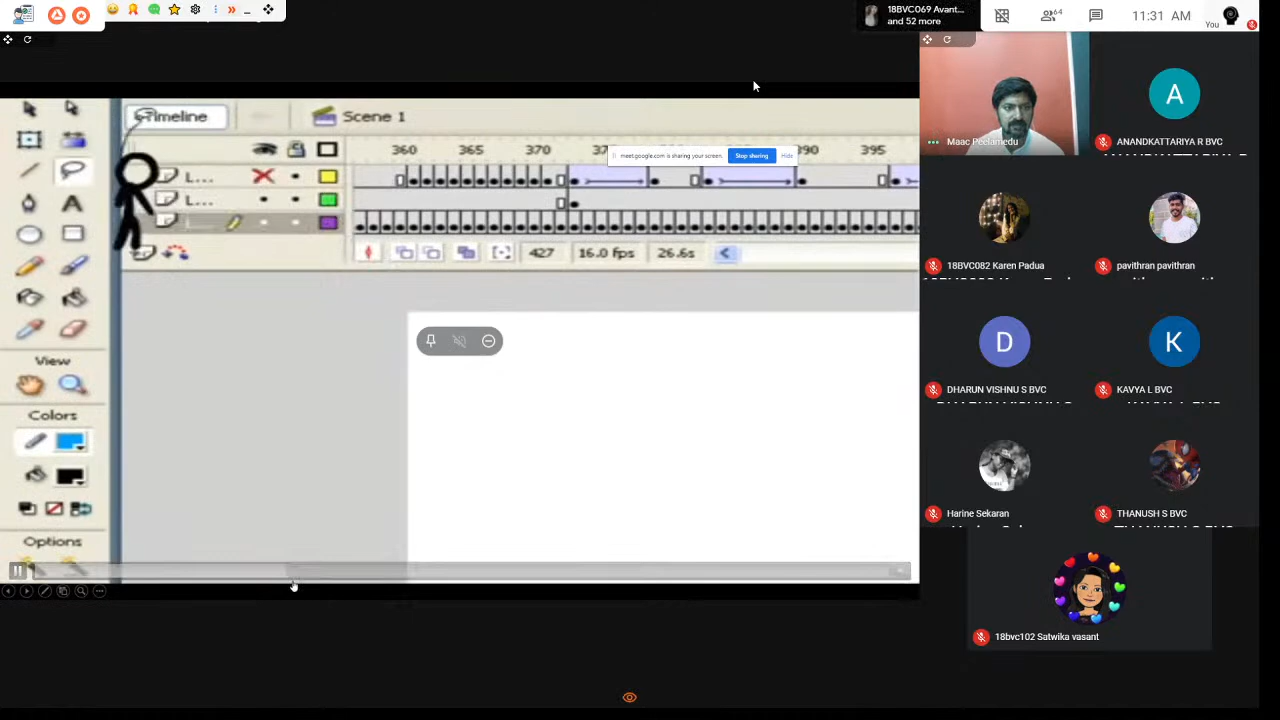 18BVC069 Avant...
and 52 more
64
11:31 AM
You
Timeline
Scene 1
360
365
370
380
385
390
395
meet.google.com is sharing your screen.
Stop sharing
Hide
L...
L...
427
16.0 fps
26.6s
View
Colors
Options
Maac Peelamedu
ANANDKATTARIYA R BVC
18BVC082 Karen Padua
pavithran pavithran
DHARUN VISHNU S BVC
KAVYA L BVC
Harine Sekaran
THANUSH S BVC
18bvc102 Satwika vasant
A
D
K